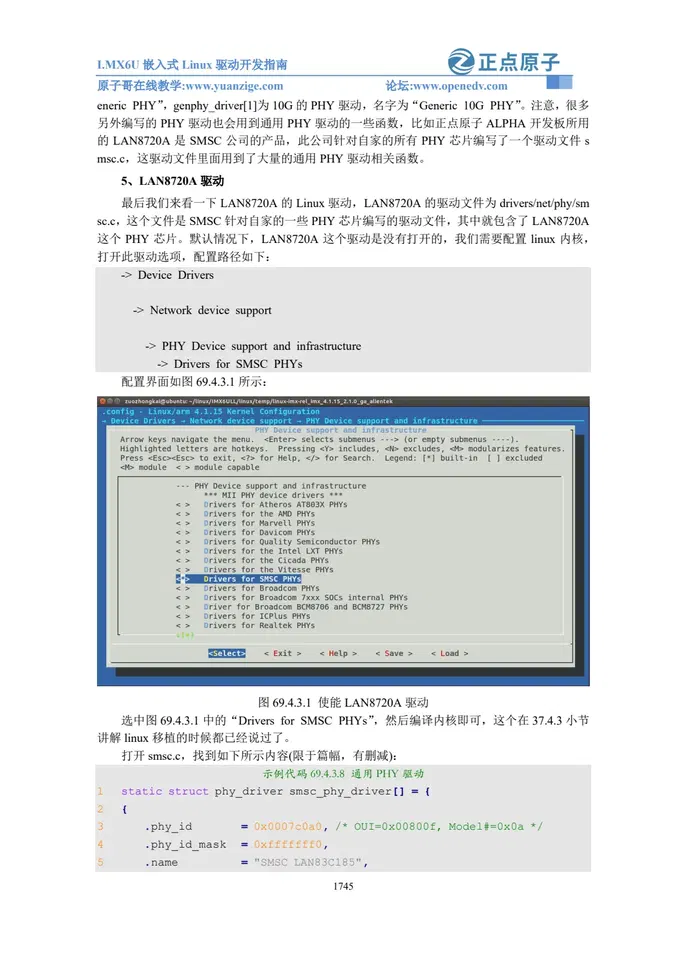 I.MX6U 嵌入式 Linux 驱动开发指南
正点原子
原子哥在线教学:www.yuanzige.com 论坛:www.openedv.com
eneric PHY”，genphy_driver[1]为 10G 的 PHY 驱动，名字为“Generic 10G PHY”。注意，很多
另外编写的 PHY 驱动也会用到通用 PHY 驱动的一些函数，比如正点原子 ALPHA 开发板所用
的 LAN8720A 是 SMSC 公司的产品，此公司针对自家的所有 PHY 芯片编写了一个驱动文件 s
msc.c，这驱动文件里面用到了大量的通用 PHY 驱动相关函数。
5、LAN8720A 驱动
最后我们来看一下 LAN8720A 的 Linux 驱动，LAN8720A 的驱动文件为 drivers/net/phy/sm
sc.c，这个文件是 SMSC 针对自家的一些 PHY 芯片编写的驱动文件，其中就包含了 LAN8720A
这个 PHY 芯片。默认情况下，LAN8720A 这个驱动是没有打开的，我们需要配置 linux 内核，
打开此驱动选项，配置路径如下：
-> Device Drivers
-> Network device support
-> PHY Device support and infrastructure
-> Drivers for SMSC PHYs
配置界面如图 69.4.3.1 所示：
zuozhongkai@ubuntu: ~/linux/IMX6ULL/linux/temp/linux-imx-rel_imx_4.1.15_2.1.0_ga_alientek
.config - Linux/arm 4.1.15 Kernel Configuration
→ Device Drivers → Network device support → PHY Device support and infrastructure
PHY Device support and infrastructure
Arrow keys navigate the menu. <Enter> selects submenus ---> (or empty submenus ----).
Highlighted letters are hotkeys. Pressing <Y> includes, <N> excludes, <M> modularizes features.
Press <Esc><Esc> to exit, <?> for Help, </> for Search. Legend: [*] built-in [ ] excluded
<M> module < > module capable
--- PHY Device support and infrastructure
*** MII PHY device drivers ***
< > Drivers for Atheros AT803X PHYs
< > Drivers for the AMD PHYs
< > Drivers for Marvell PHYs
< > Drivers for Davicom PHYs
< > Drivers for Quality Semiconductor PHYs
< > Drivers for the Intel LXT PHYs
< > Drivers for the Cicada PHYs
< > Drivers for the Vitesse PHYs
<*> Drivers for SMSC PHYs
< > Drivers for Broadcom PHYs
< > Drivers for Broadcom 7xxx SOCs internal PHYs
< > Driver for Broadcom BCM8706 and BCM8727 PHYs
< > Drivers for ICPlus PHYs
< > Drivers for Realtek PHYs
↓(+)
<Select> < Exit > < Help > < Save > < Load >
图 69.4.3.1 使能 LAN8720A 驱动
选中图 69.4.3.1 中的“Drivers for SMSC PHYs”，然后编译内核即可，这个在 37.4.3 小节
讲解 linux 移植的时候都已经说过了。
打开 smsc.c，找到如下所示内容(限于篇幅，有删减)：
示例代码 69.4.3.8 通用 PHY 驱动
1 static struct phy_driver smsc_phy_driver[] = {
2 {
3 .phy_id = 0x0007c0a0, /* OUI=0x00800f, Model#=0x0a */
4 .phy_id_mask = 0xfffffff0,
5 .name = "SMSC LAN83C185",
1745